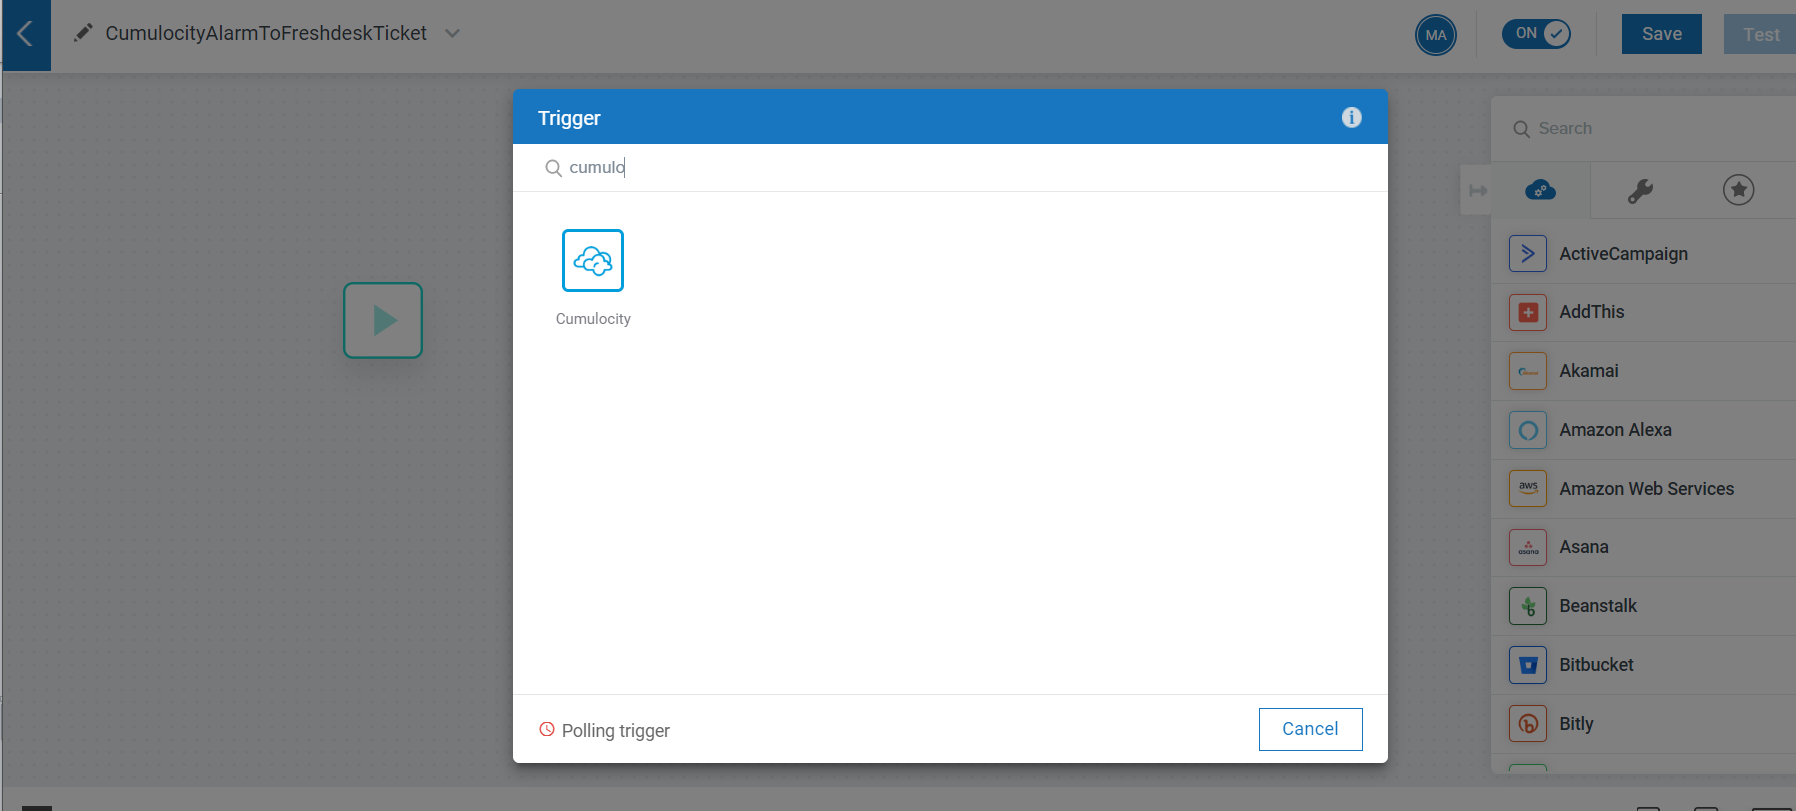 CumulocityAlarmToFreshdeskTicket
MA
ON
Save
Test
Trigger
cumulo
Cumulocity
Polling trigger
Cancel
Search
ActiveCampaign
AddThis
Akamai
Amazon Alexa
aws
Amazon Web Services
asana
Asana
Beanstalk
Bitbucket
Bitly